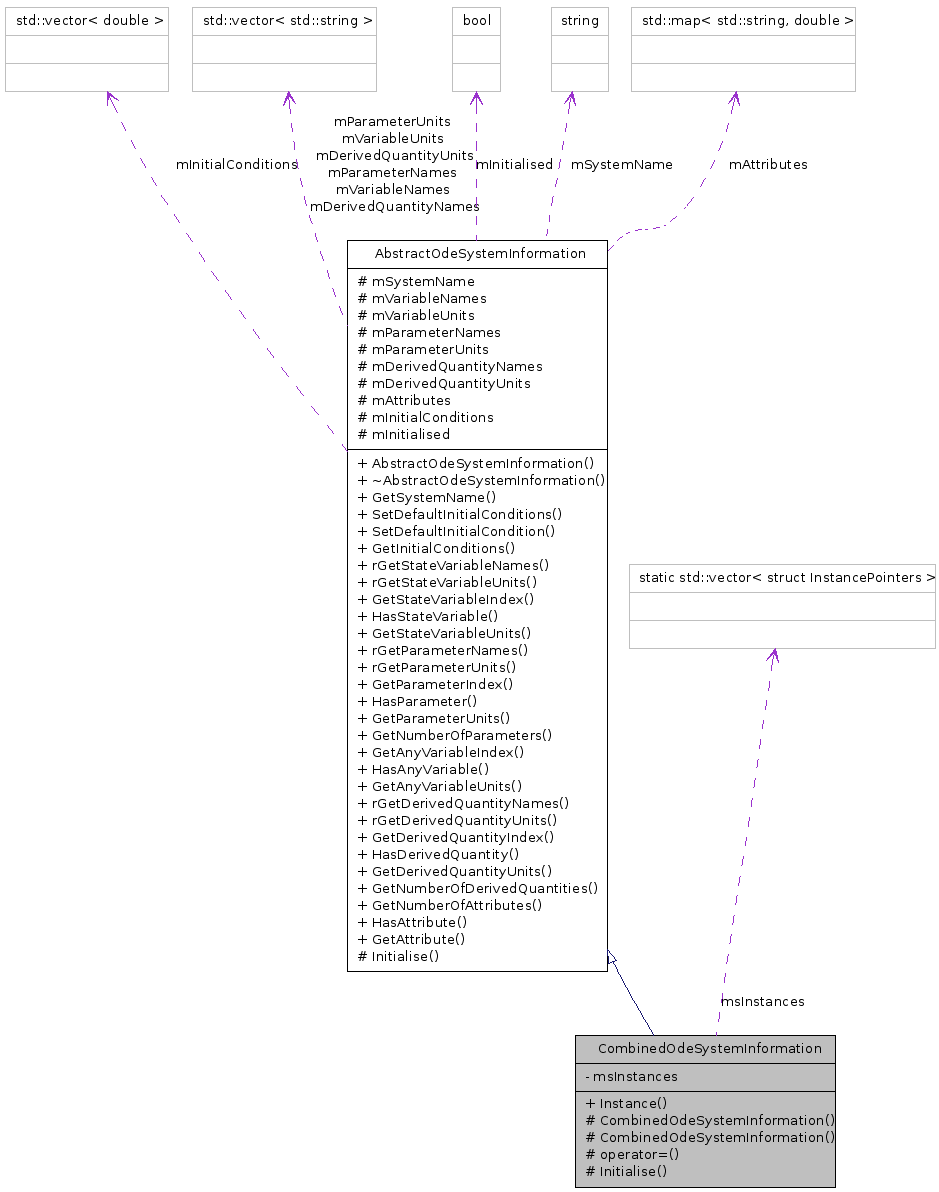 std::vector< double >
std::vector< std::string >
bool
string
std::map< std::string, double >
mInitialConditions
mParameterUnits
mVariableUnits
mDerivedQuantityUnits
mParameterNames
mVariableNames
mDerivedQuantityNames
mInitialised
mSystemName
mAttributes
AbstractOdeSystemInformation
# mSystemName
# mVariableNames
# mVariableUnits
# mParameterNames
# mParameterUnits
# mDerivedQuantityNames
# mDerivedQuantityUnits
# mAttributes
# mInitialConditions
# mInitialised
+ AbstractOdeSystemInformation()
+ ~AbstractOdeSystemInformation()
+ GetSystemName()
+ SetDefaultInitialConditions()
+ SetDefaultInitialCondition()
+ GetInitialConditions()
+ rGetStateVariableNames()
+ rGetStateVariableUnits()
+ GetStateVariableIndex()
+ HasStateVariable()
+ GetStateVariableUnits()
+ rGetParameterNames()
+ rGetParameterUnits()
+ GetParameterIndex()
+ HasParameter()
+ GetParameterUnits()
+ GetNumberOfParameters()
+ GetAnyVariableIndex()
+ HasAnyVariable()
+ GetAnyVariableUnits()
+ rGetDerivedQuantityNames()
+ rGetDerivedQuantityUnits()
+ GetDerivedQuantityIndex()
+ HasDerivedQuantity()
+ GetDerivedQuantityUnits()
+ GetNumberOfDerivedQuantities()
+ GetNumberOfAttributes()
+ HasAttribute()
+ GetAttribute()
# Initialise()
static std::vector< struct InstancePointers >
msInstances
CombinedOdeSystemInformation
- msInstances
+ Instance()
# CombinedOdeSystemInformation()
# CombinedOdeSystemInformation()
# operator=()
# Initialise()